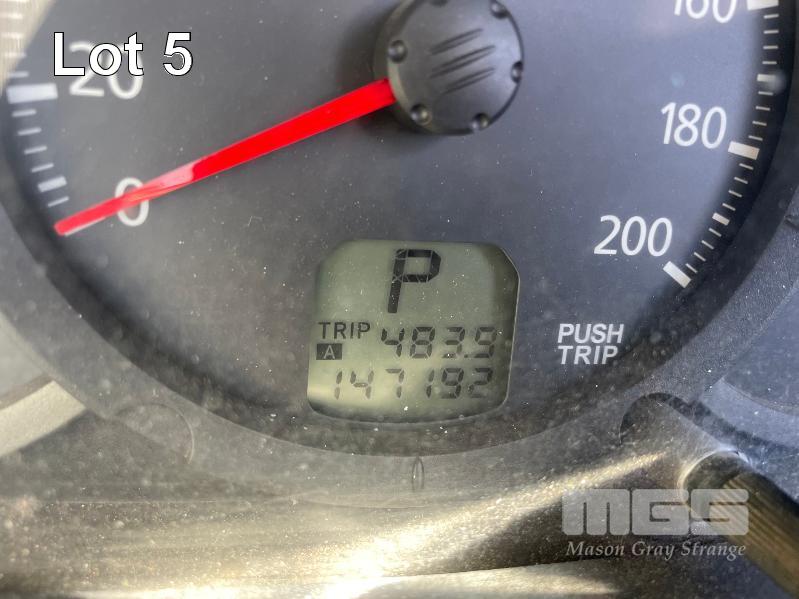 Lot 5
160
20
180
0
200
P
TRIP 483.9
A
147192
PUSH
TRIP
MGS
Mason Gray Strange